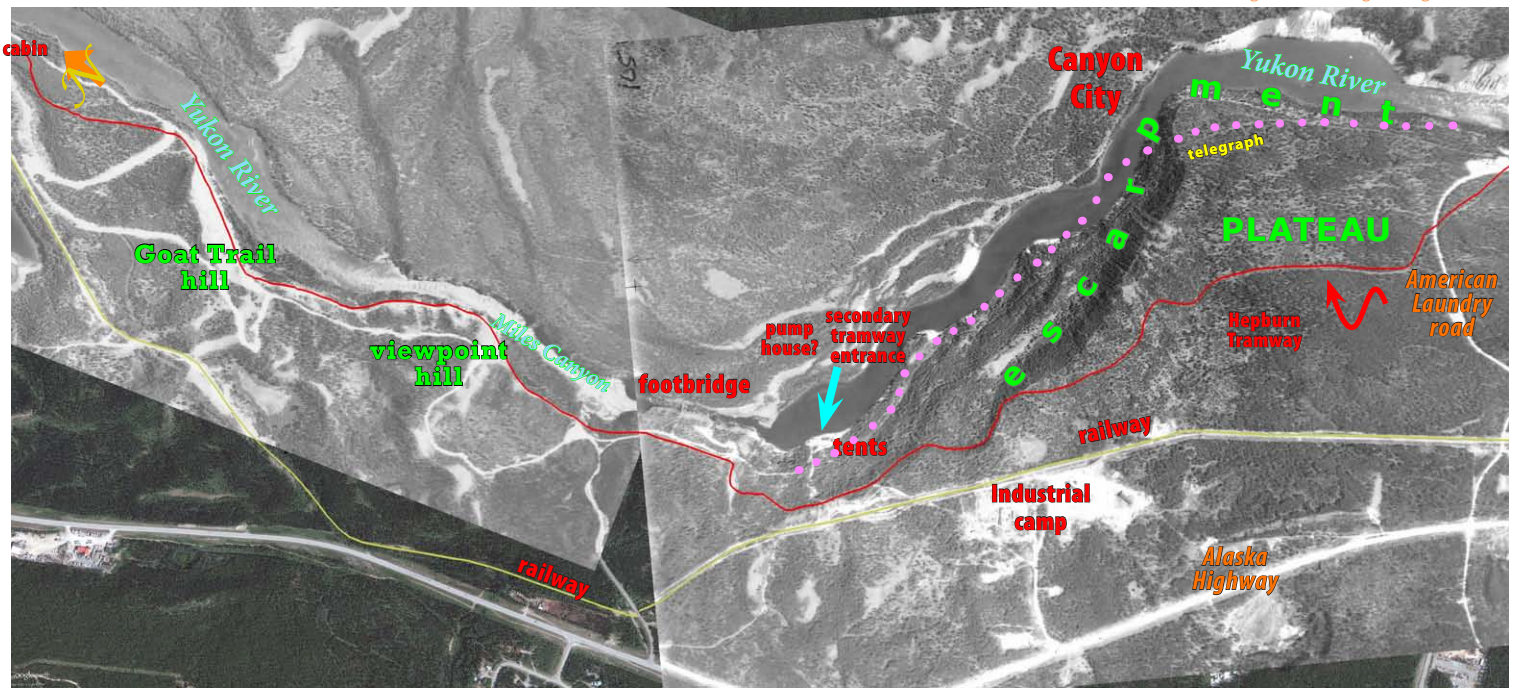 cabin
N
Yukon River
Goat Trail
hill
viewpoint
hill
Miles Canyon
footbridge
railway
pump
house?
secondary
tramway
entrance
tents
Canyon
City
Yukon River
escarpment
telegraph
PLATEAU
American
Laundry
road
Hepburn
Tramway
railway
Industrial
camp
Alaska
Highway